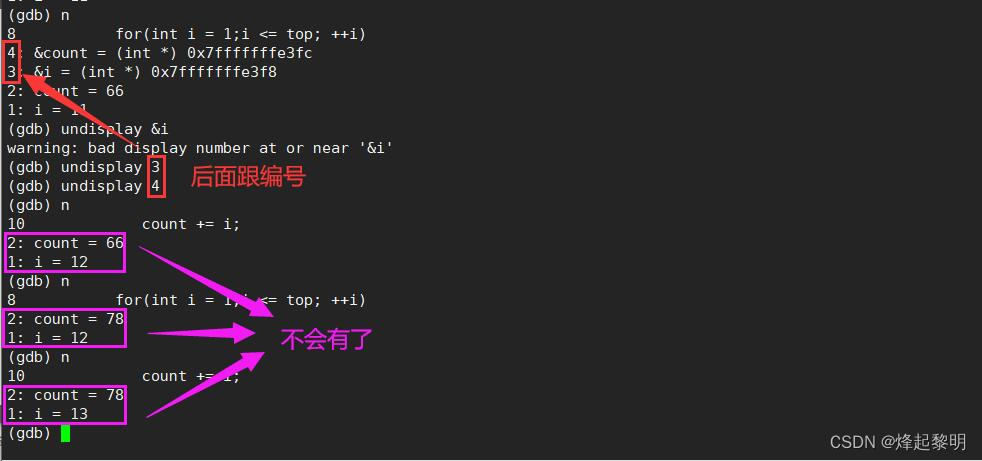 (gdb) n
8 for(int i = 1;i <= top; ++i)
4: &count = (int *) 0x7fffffffe3fc
3: &i = (int *) 0x7fffffffe3f8
2: count = 66
1: i = 11
(gdb) undisplay &i
warning: bad display number at or near '&i'
(gdb) undisplay 3
后面跟编号
(gdb) undisplay 4
(gdb) n
10 count += i;
2: count = 66
1: i = 12
(gdb) n
8 for(int i = 1;i <= top; ++i)
2: count = 78
1: i = 12
不会有了
(gdb) n
10 count += i;
2: count = 78
1: i = 13
(gdb)
CSDN @烽起黎明